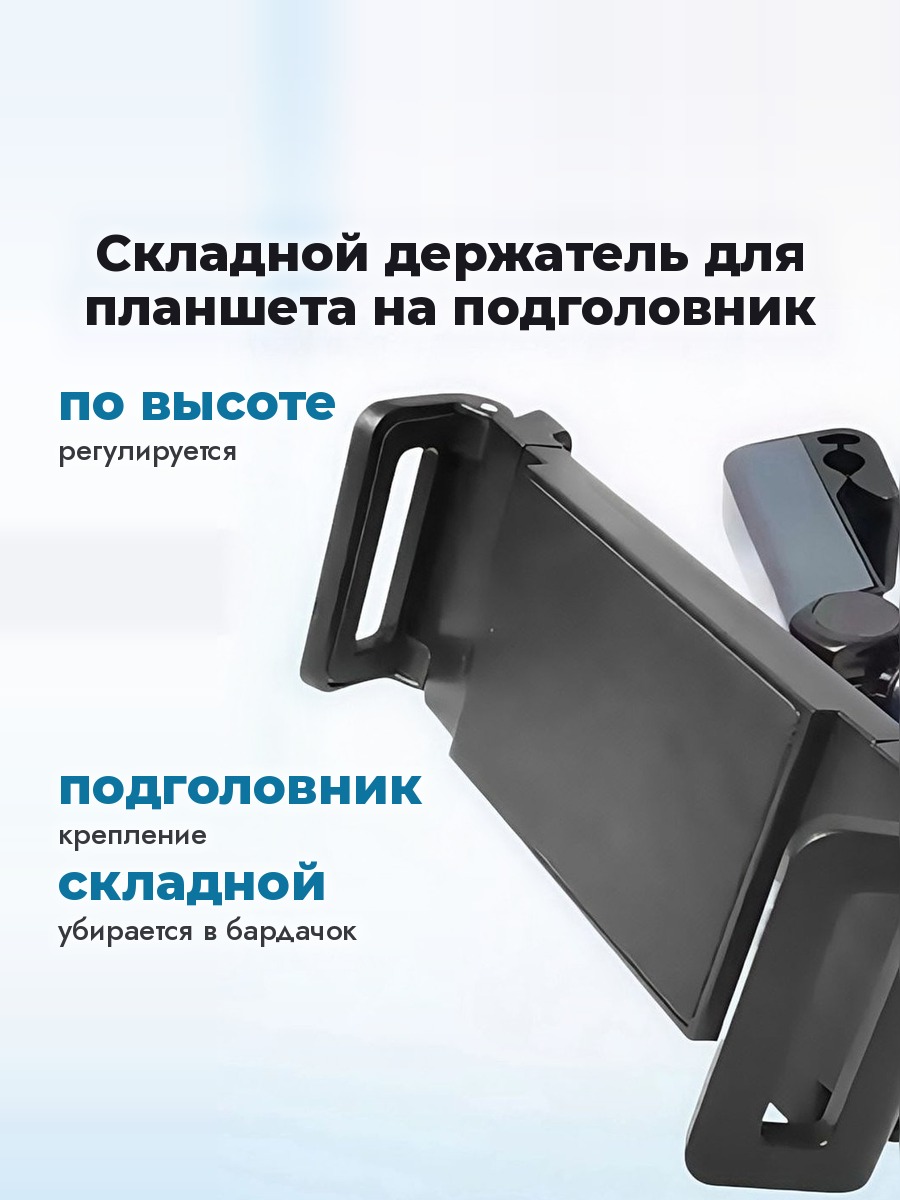 Складной держатель для
планшета на подголовник
по высоте
регулируется
подголовник
крепление
складной
убирается в бардачок